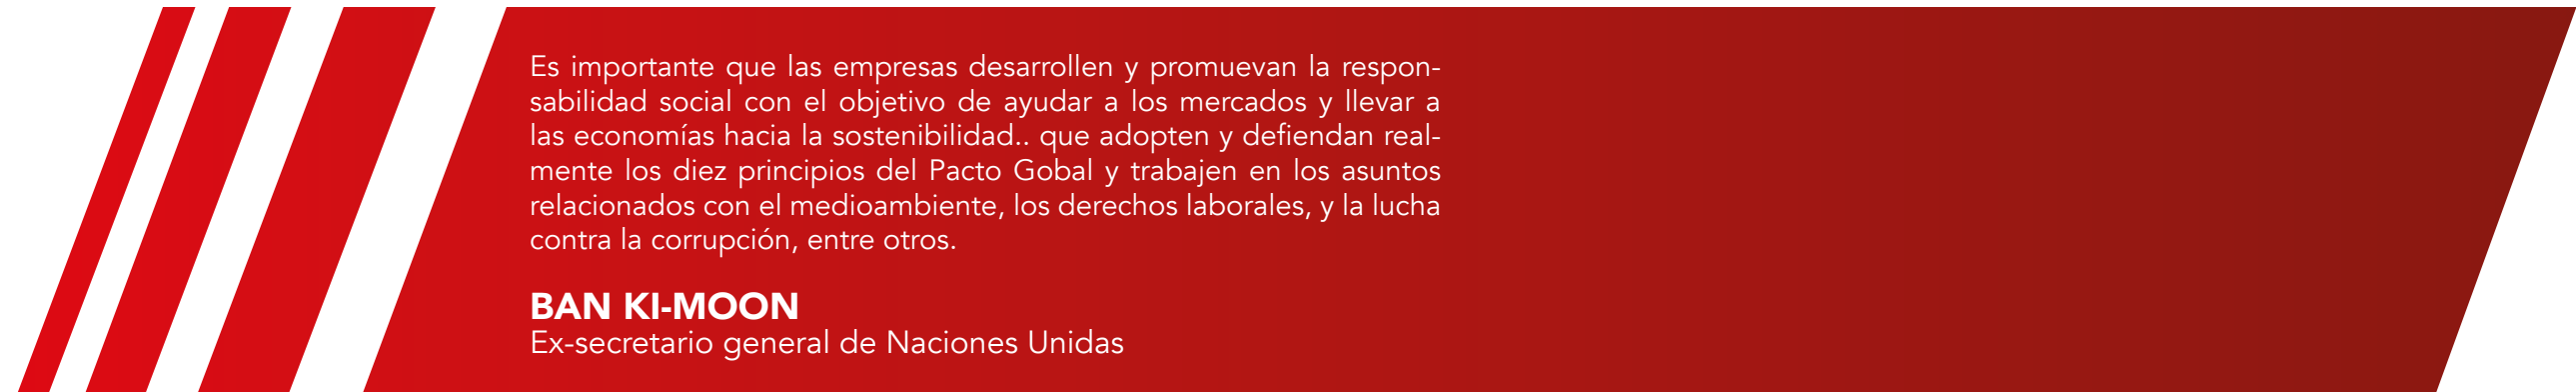 Es importante que las empresas desarrollen y promuevan la respon-
sabilidad social con el objetivo de ayudar a los mercados y llevar a
las economías hacia la sostenibilidad.. que adopten y defiendan real-
mente los diez principios del Pacto Gobal y trabajen en los asuntos
relacionados con el medioambiente, los derechos laborales, y la lucha
contra la corrupción, entre otros.
BAN KI-MOON
Ex-secretario general de Naciones Unidas